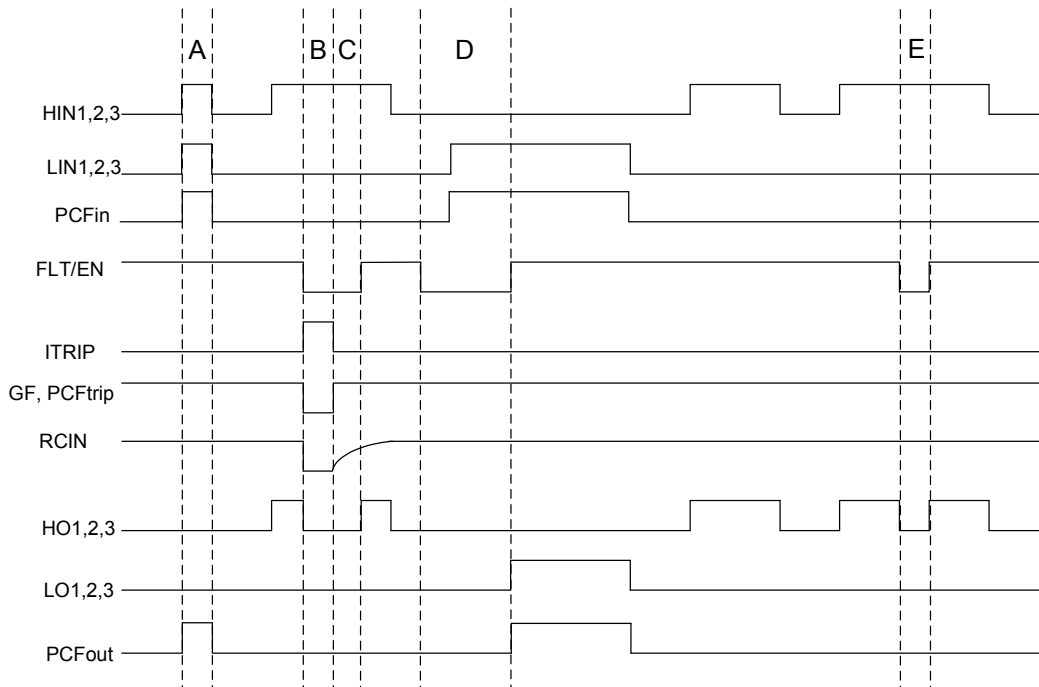 A B C D E
HIN1,2,3
LIN1,2,3
PCFin
FLT/EN
ITRIP
GF, PCFtrip
RCIN
HO1,2,3
LO1,2,3
PCFout